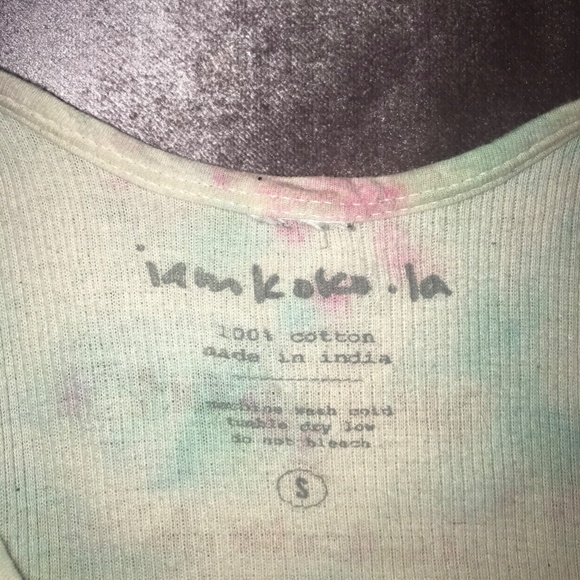 iamkoko.la
100% cotton
made in india
machine wash cold
tumble dry low
do not bleach
S